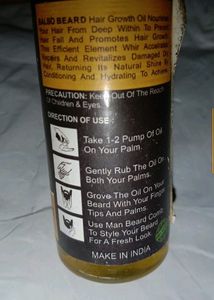 BALBO BEARD Hair Growth Oil Nourishes
Your Hair From Deep Within To Prevent
Hair Fall And Promotes Hair Growth
This Efficient Element Whir Accelrates
Repairs And Revitalizes Damaged
Hair, Returning Its Natural Shine By
Conditioning And Hydrating To Achieve
PRECAUTION: Keep Out Of The Reach
Of Chidren & Eyes.
DIRECTION OF USE:
Take 1-2 Pump Of Oil
On Your Palm.
Gently Rub The Oil On
Both Your Palms.
Grove The Oil On Your
Beard With Your Finger
Tips And Palms.
Use Man Beard Comb
To Style Your Beard
For A Fresh Look.
MAKE IN INDIA